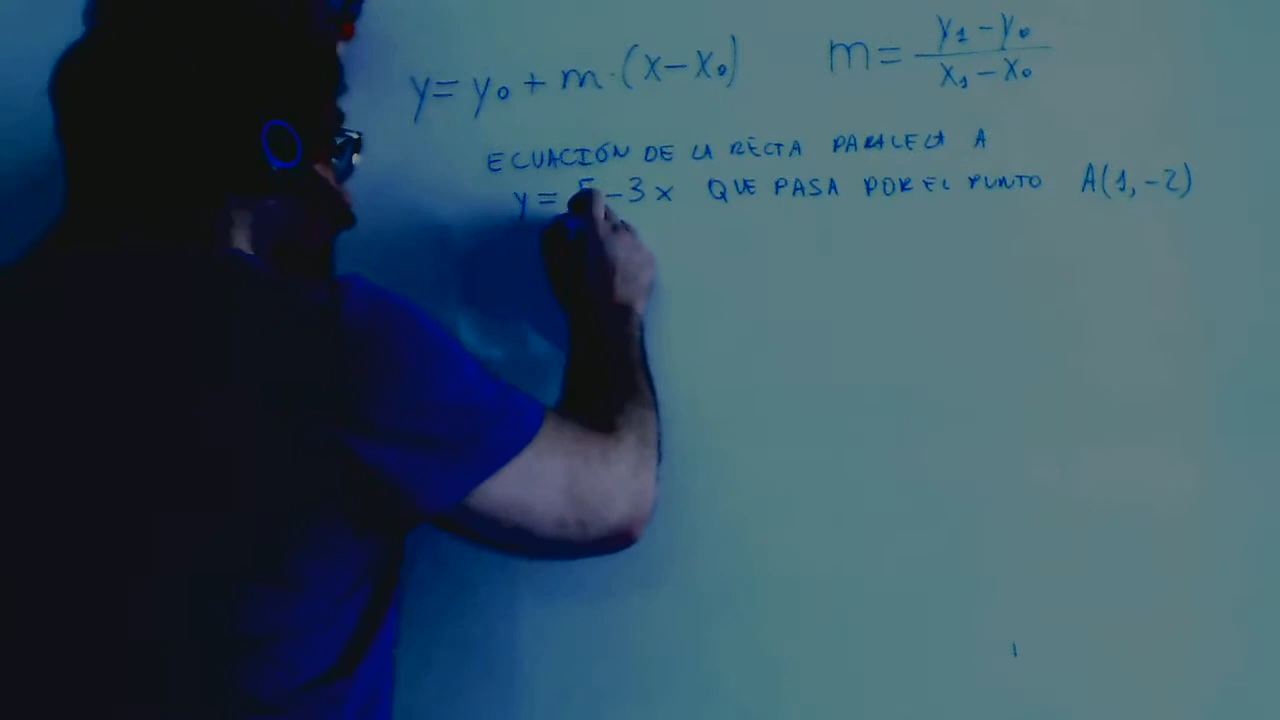 y = y₀ + m · (x − x₀)
m = (y₁ − y₀) / (x₁ − x₀)
ECUACIÓN DE LA RECTA PARALELA A
y = 5 − 3x QUE PASA POR EL PUNTO A(1, −2)